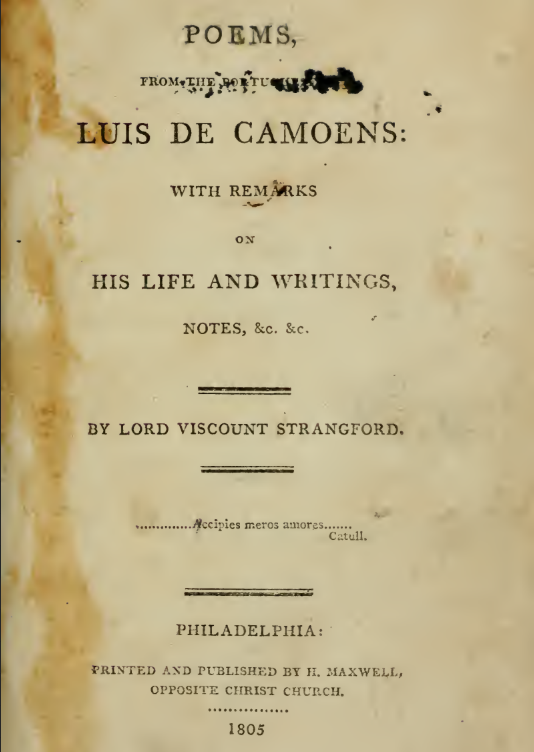 POEMS,
FROM THE
LUIS DE CAMOENS:
WITH REMARKS
ON
HIS LIFE AND WRITINGS,
NOTES, &c. &c.
BY LORD VISCOUNT STRANGFORD.
..............Accipies meros amores.......
Catull.
PHILADELPHIA:
PRINTED AND PUBLISHED BY H. MAXWELL,
OPPOSITE CHRIST CHURCH.
................
1805